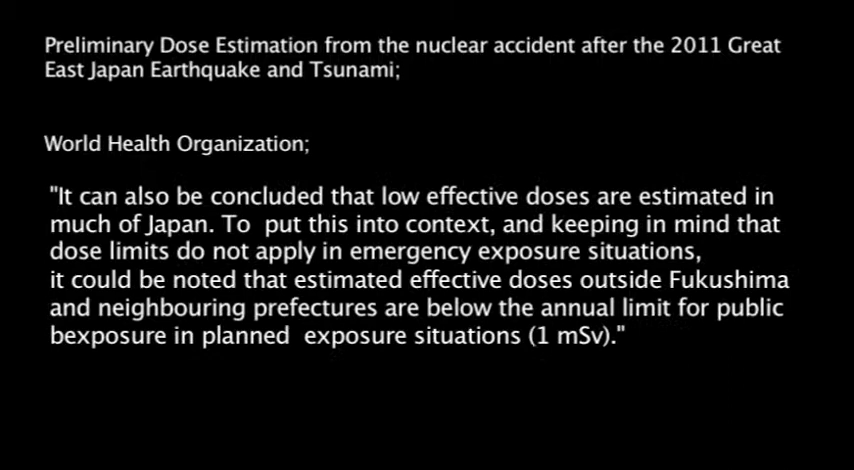 Preliminary Dose Estimation from the nuclear accident after the 2011 Great
East Japan Earthquake and Tsunami;
World Health Organization;
"It can also be concluded that low effective doses are estimated in
much of Japan. To  put this into context, and keeping in mind that
dose limits do not apply in emergency exposure situations,
it could be noted that estimated effective doses outside Fukushima
and neighbouring prefectures are below the annual limit for public
bexposure in planned  exposure situations (1 mSv)."